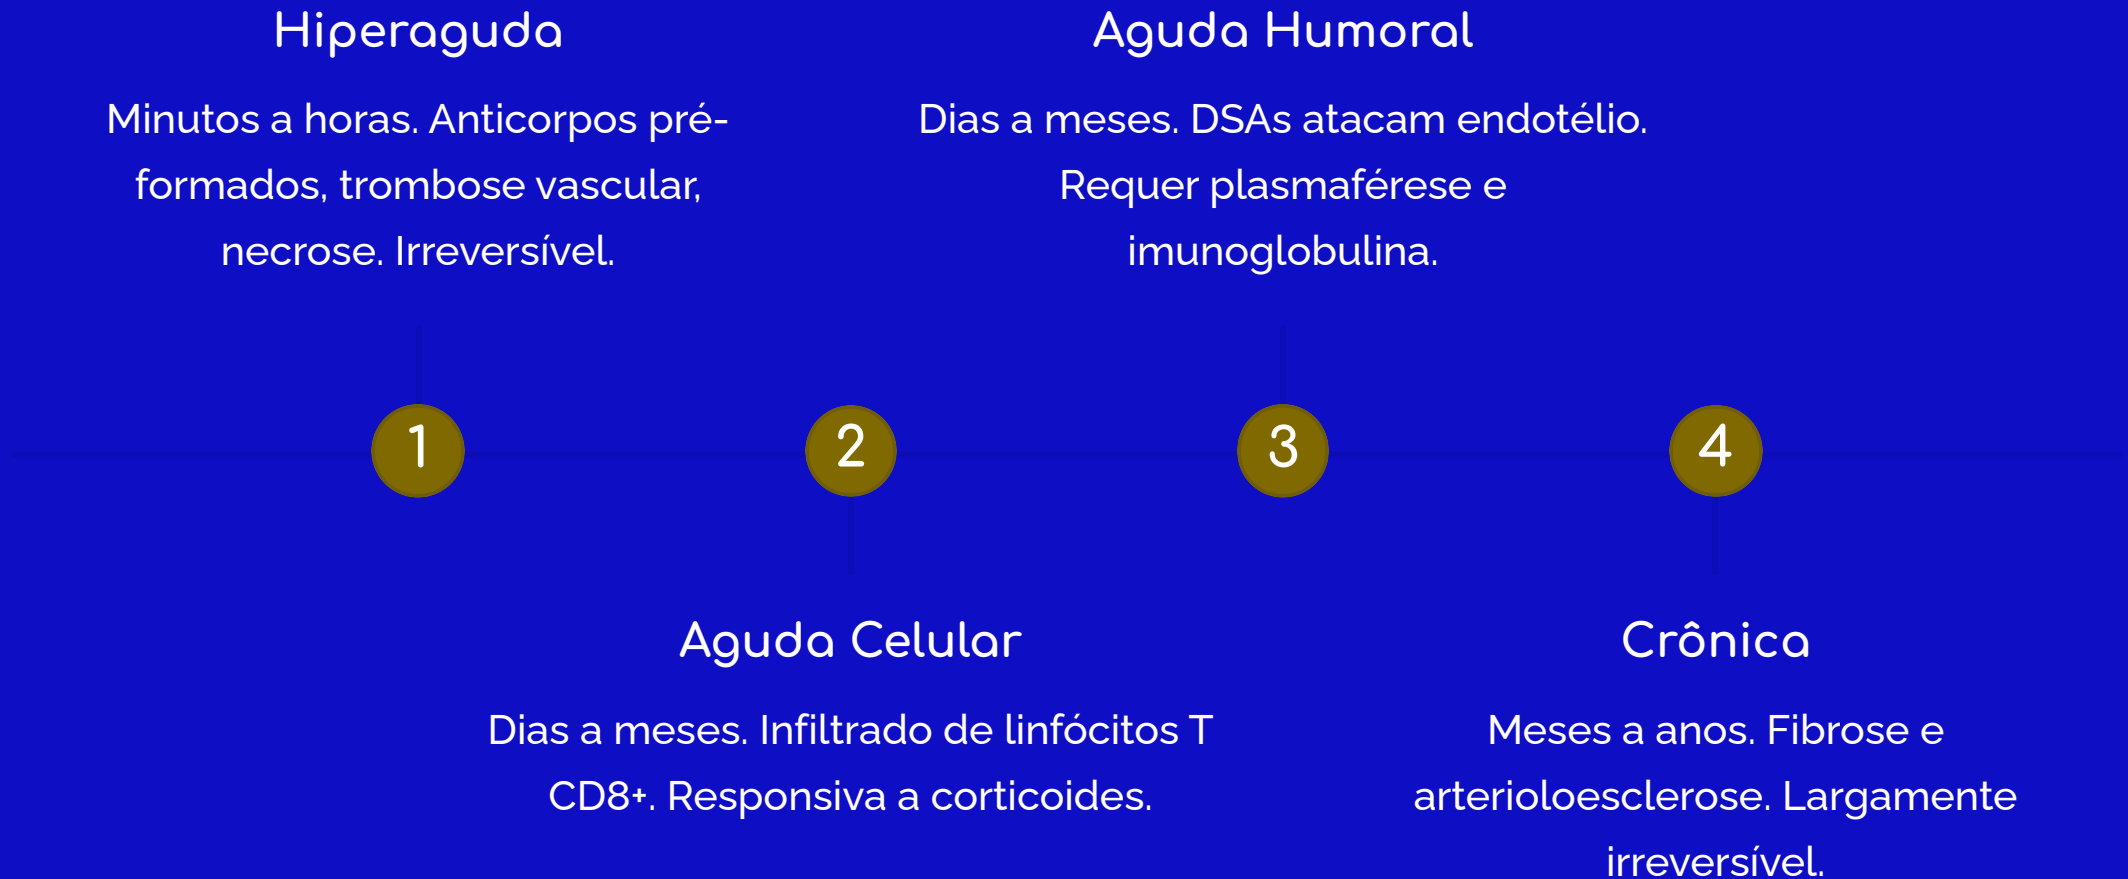 Hiperaguda
Minutos a horas. Anticorpos pré-
formados, trombose vascular,
necrose. Irreversível.
Aguda Humoral
Dias a meses. DSAs atacam endotélio.
Requer plasmaférese e
imunoglobulina.
1
2
3
4
Aguda Celular
Dias a meses. Infiltrado de linfócitos T
CD8+. Responsiva a corticoides.
Crônica
Meses a anos. Fibrose e
arterioloesclerose. Largamente
irreversível.